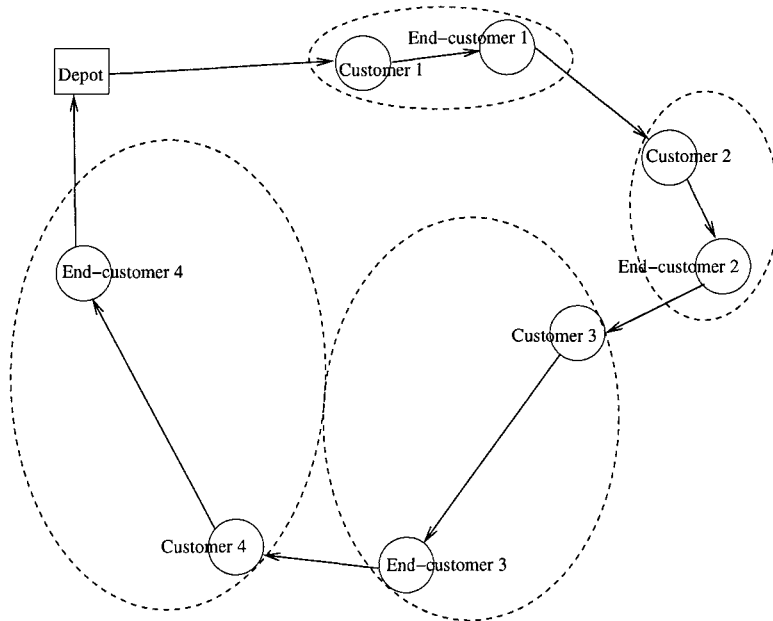 Depot
Customer 1
End−customer 1
Customer 2
End−customer 2
Customer 3
End−customer 3
Customer 4
End−customer 4